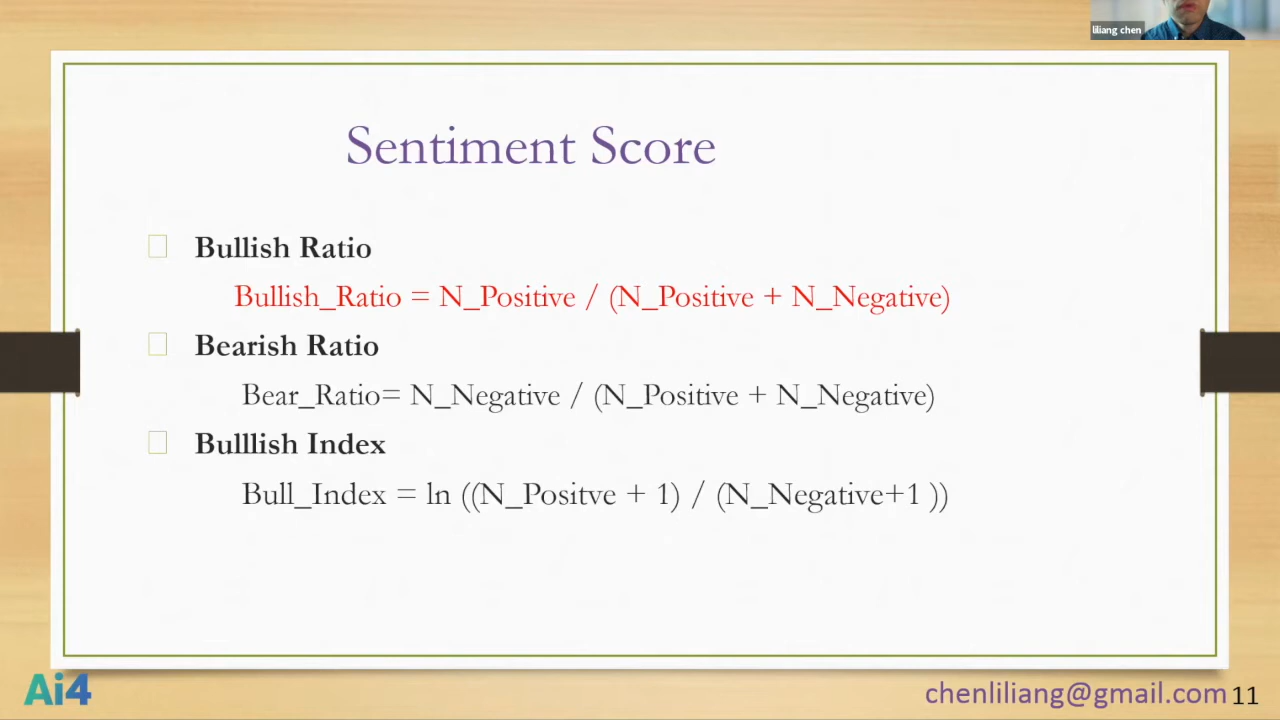 liliang chen
Sentiment Score
Bullish Ratio
Bullish_Ratio = N_Positive / (N_Positive + N_Negative)
Bearish Ratio
Bear_Ratio= N_Negative / (N_Positive + N_Negative)
Bulllish Index
Bull_Index = ln ((N_Positve + 1) / (N_Negative+1 ))
Ai4
chenliliang@gmail.com 11